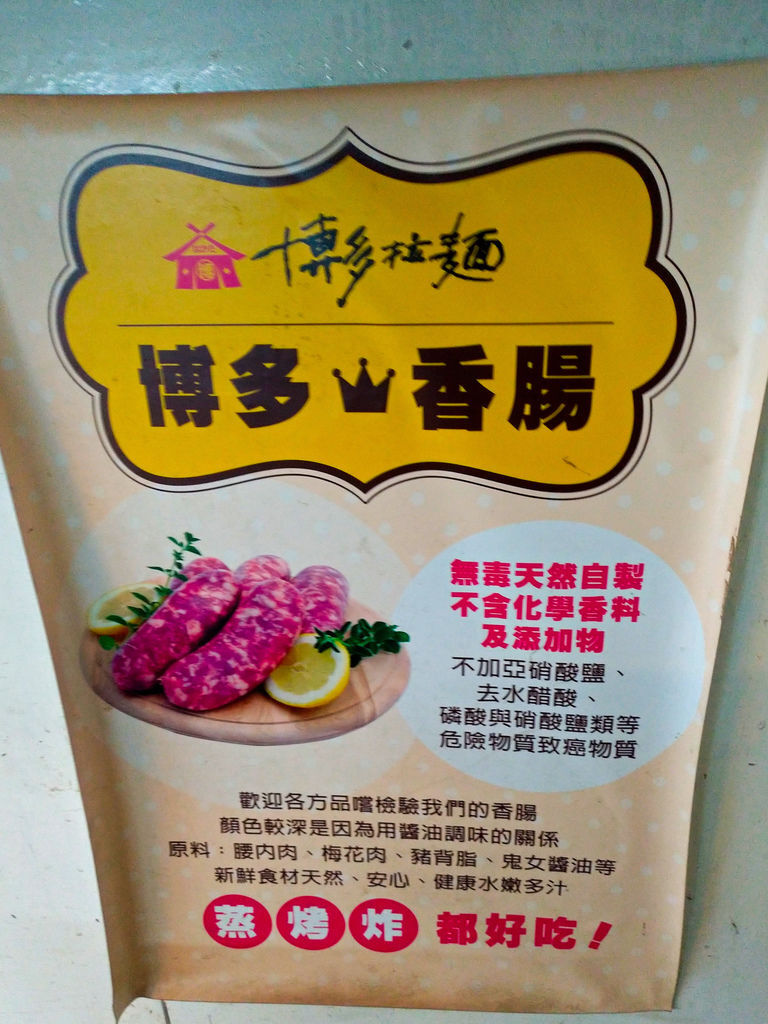 博多拉麵
博多香腸
無毒天然自製
不含化學香料
及添加物
不加亞硝酸鹽、
去水醋酸、
磷酸與硝酸鹽類等
危險物質致癌物質
歡迎各方品嚐檢驗我們的香腸
顏色較深是因為用醬油調味的關係
原料：腰內肉、梅花肉、豬背脂、鬼女醬油等
新鮮食材天然、安心、健康水嫩多汁
蒸烤炸都好吃！